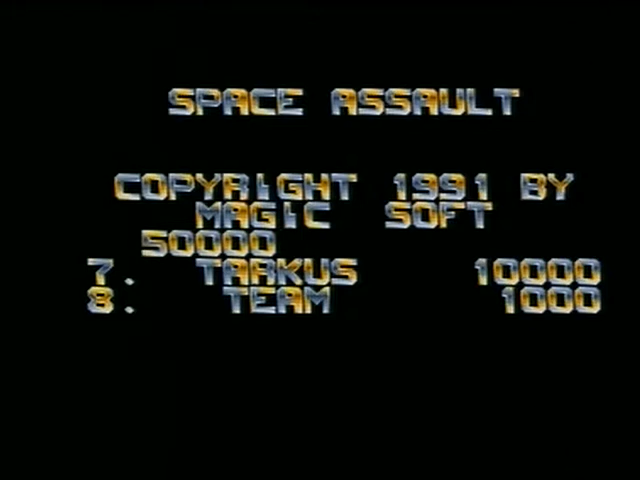 SPACE ASSAULT
COPYRIGHT 1991 BY
MAGIC SOFT
50000
7. TARKUS 10000
8. TEAM 1000